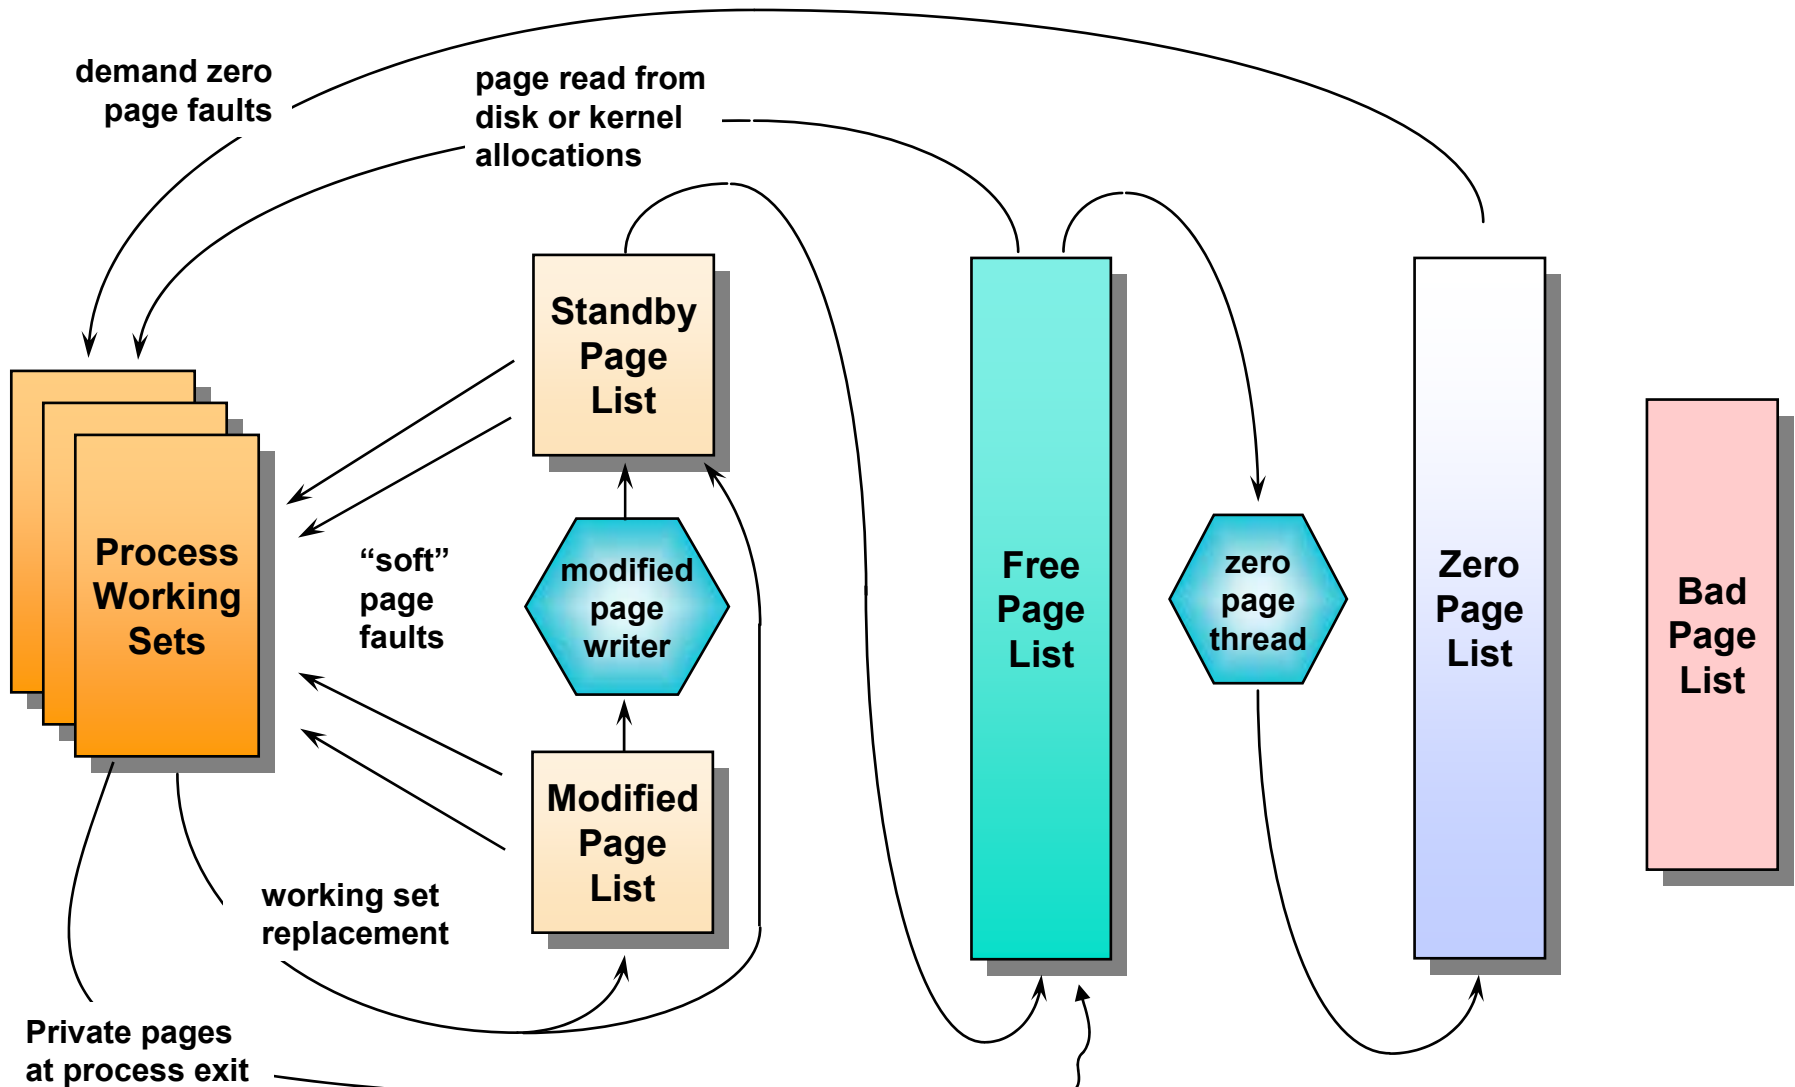 demand zero
page faults
page read from
disk or kernel
allocations
Standby
Page
List
Process
Working
Sets
“soft”
page
faults
modified
page
writer
Modified
Page
List
working set
replacement
Private pages
at process exit
Free
Page
List
zero
page
thread
Zero
Page
List
Bad
Page
List